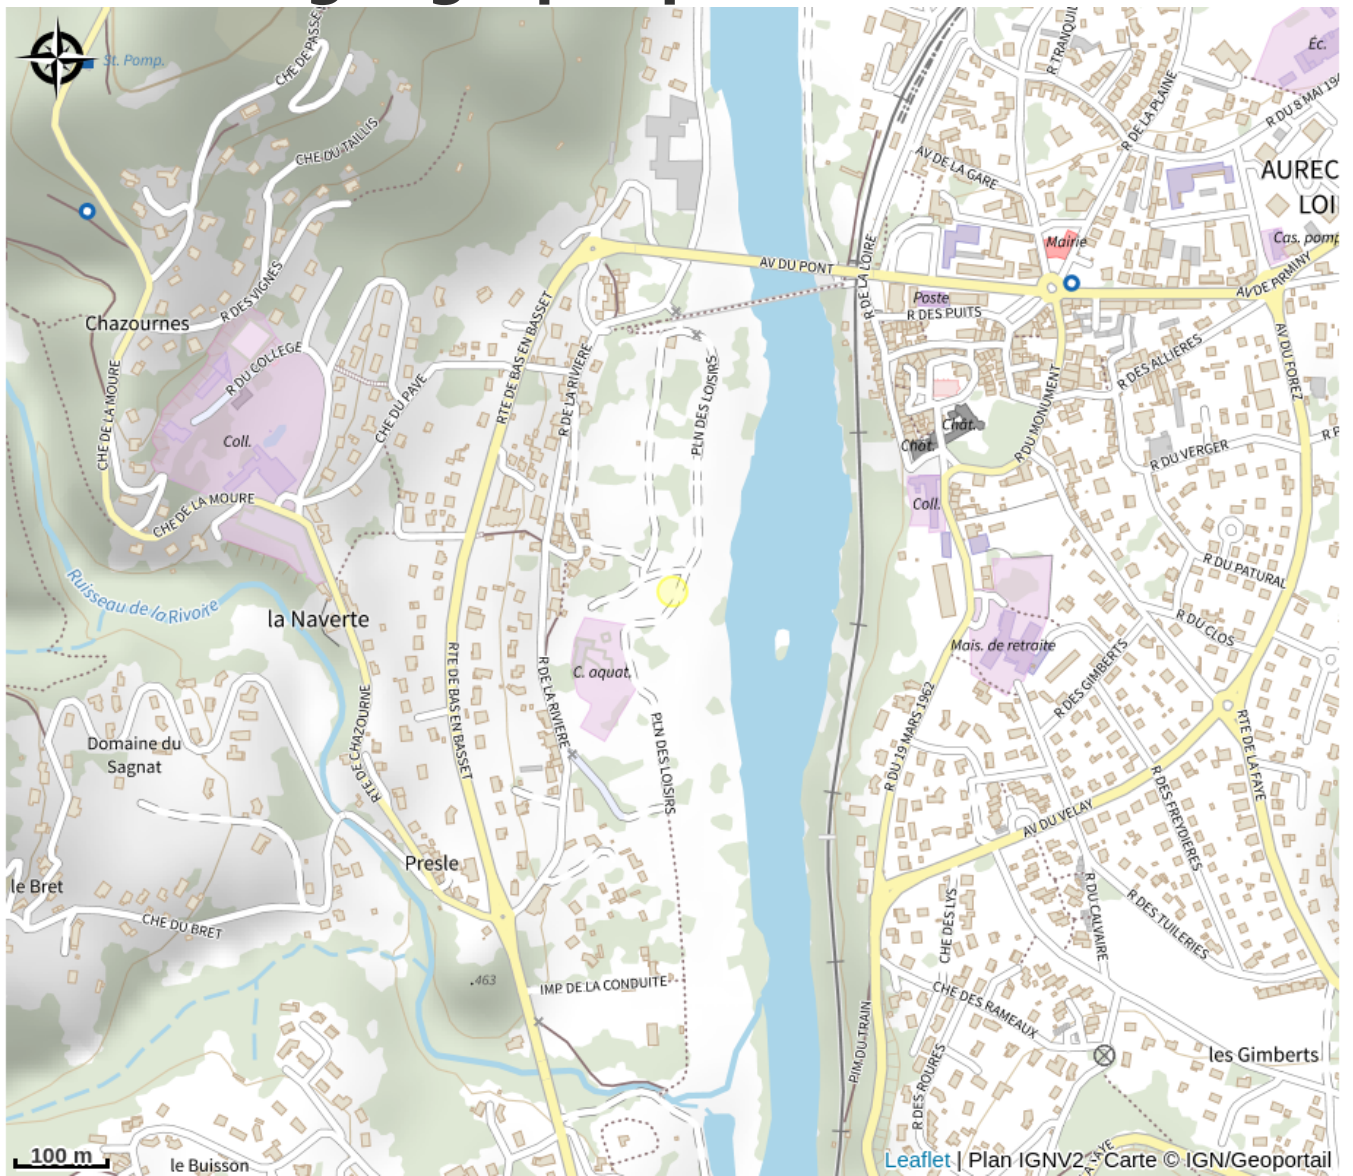 St. Pomp.
CHE DE PASSE
CHE DU TAILLIS
R TRANQUIL
R DE LA PLAINE
Éc.
R DU 8 MAI 194
AV DE LA GARE
AUREC
LOI
Cas. pomp
Mairie
AV DU PONT
R DE LA LOIRE
AV DE ARMINY
Poste
R DES PUITS
R DES VIGNES
Chazournes
R DU COLLEGE
CHE DE LA MOURE
CHE DU PAVE
RTE DE BAS EN BASSET
R DE LA RIVIERE
PLN DES LOISIRS
R DES ALLIERES
AV DU FOREZ
R DU MONUMENT
Chât.
Chât.
Coll.
R DU VERGER
R P
CHE DE LA MOURE
Coll.
Ruisseau de la Rivoire
la Naverte
R DU PATURAL
R DU CLOS
Mais. de retraite
C. aquat.
R DES GIMBERTS
RTE DE BAS EN BASSET
R DE LA RIVIERE
RTE DE CHAZOURNE
PLN DES LOISIRS
R DU 19 MARS 1962
RTE DE LA FAYE
Domaine du
Sagnat
AV DU VELAY
R DES FREYDIERES
Presle
le Bret
CHE DU BRET
CHE DES LYS
R DU CALVAIRE
R DES TUILERIES
.463
IMP. DE LA CONDUITE
CHE DES RAMEAUX
PIM DU TRAIN
R DES ROURES
les Gimberts
100 m
le Buisson
A FAYE
Leaflet | Plan IGNV2 - Carte © IGN/Geoportail